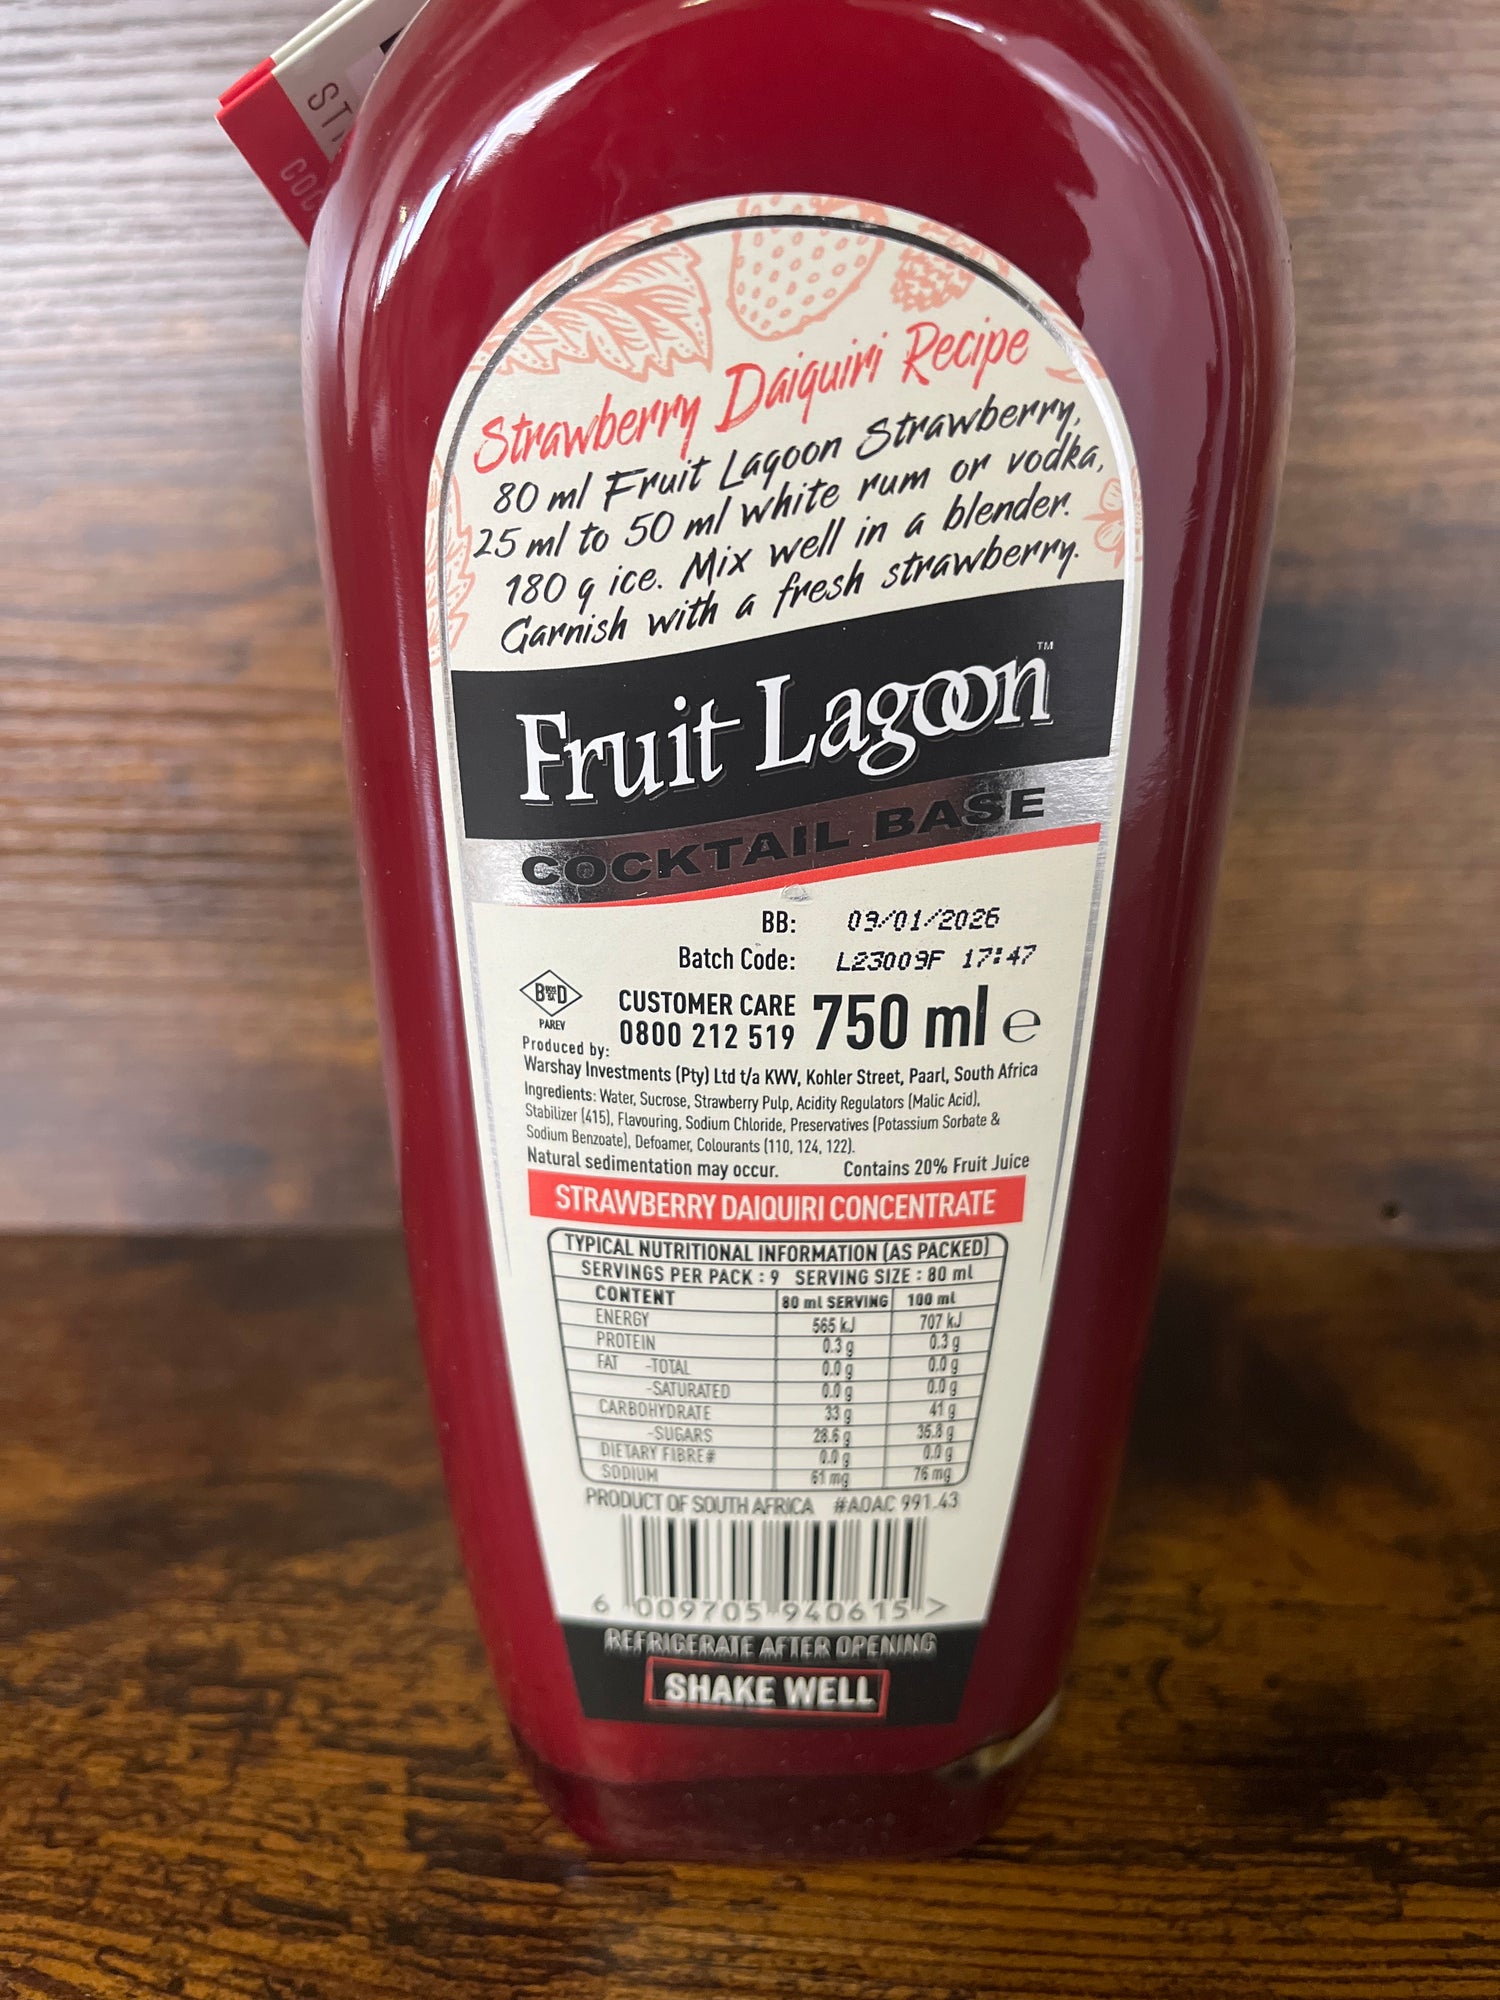 ST
COC
Strawberry Daiquiri Recipe
80 ml Fruit Lagoon Strawberry,
25 ml to 50 ml white rum or vodka,
180 g ice. Mix well in a blender.
Garnish with a fresh strawberry.
Fruit Lagoon™
COCKTAIL BASE
BB: 09/01/2026
Batch Code: L23009F 17:47
PAREV
CUSTOMER CARE
0800 212 519
750 ml ℮
Produced by:
Warshay Investments (Pty) Ltd t/a KWV, Kohler Street, Paarl, South Africa
Ingredients: Water, Sucrose, Strawberry Pulp, Acidity Regulators (Malic Acid),
Stabilizer (415), Flavouring, Sodium Chloride, Preservatives (Potassium Sorbate &
Sodium Benzoate), Defoamer, Colourants (110, 124, 122).
Natural sedimentation may occur. Contains 20% Fruit Juice
STRAWBERRY DAIQUIRI CONCENTRATE
TYPICAL NUTRITIONAL INFORMATION (AS PACKED)
SERVINGS PER PACK : 9 SERVING SIZE : 80 ml
CONTENT 80 ml SERVING 100 ml
ENERGY 565 kJ 707 kJ
PROTEIN 0.3 g 0.3 g
FAT -TOTAL 0.0 g 0.0 g
-SATURATED 0.0 g 0.0 g
CARBOHYDRATE 33 g 41 g
-SUGARS 28.6 g 35.8 g
DIETARY FIBRE# 0.0 g 0.0 g
SODIUM 61 mg 76 mg
PRODUCT OF SOUTH AFRICA #AOAC 991.43
6 009705 940615 >
REFRIGERATE AFTER OPENING
SHAKE WELL